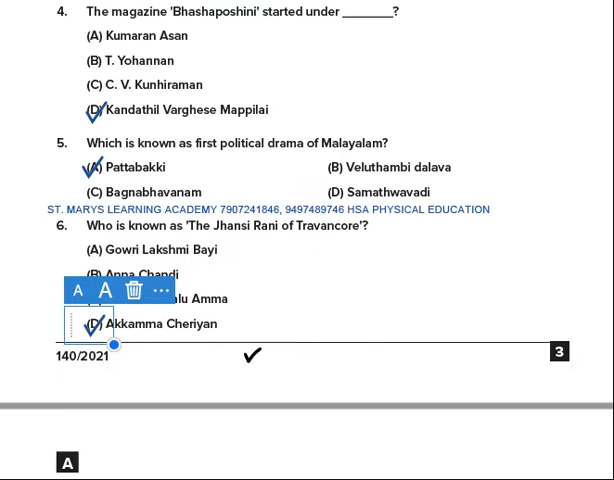 4. The magazine 'Bhashaposhini' started under ________?
(A) Kumaran Asan
(B) T. Yohannan
(C) C. V. Kunhiraman
(D) Kandathil Varghese Mappilai
5. Which is known as first political drama of Malayalam?
(A) Pattabakki (B) Veluthambi dalava
(C) Bagnabhavanam (D) Samathwavadi
ST. MARYS LEARNING ACADEMY 7907241846, 9497489746 HSA PHYSICAL EDUCATION
6. Who is known as 'The Jhansi Rani of Travancore'?
(A) Gowri Lakshmi Bayi
(B) Anna Chandi
A A ...
Amma
(D) Akkamma Cheriyan
140/2021 3
A